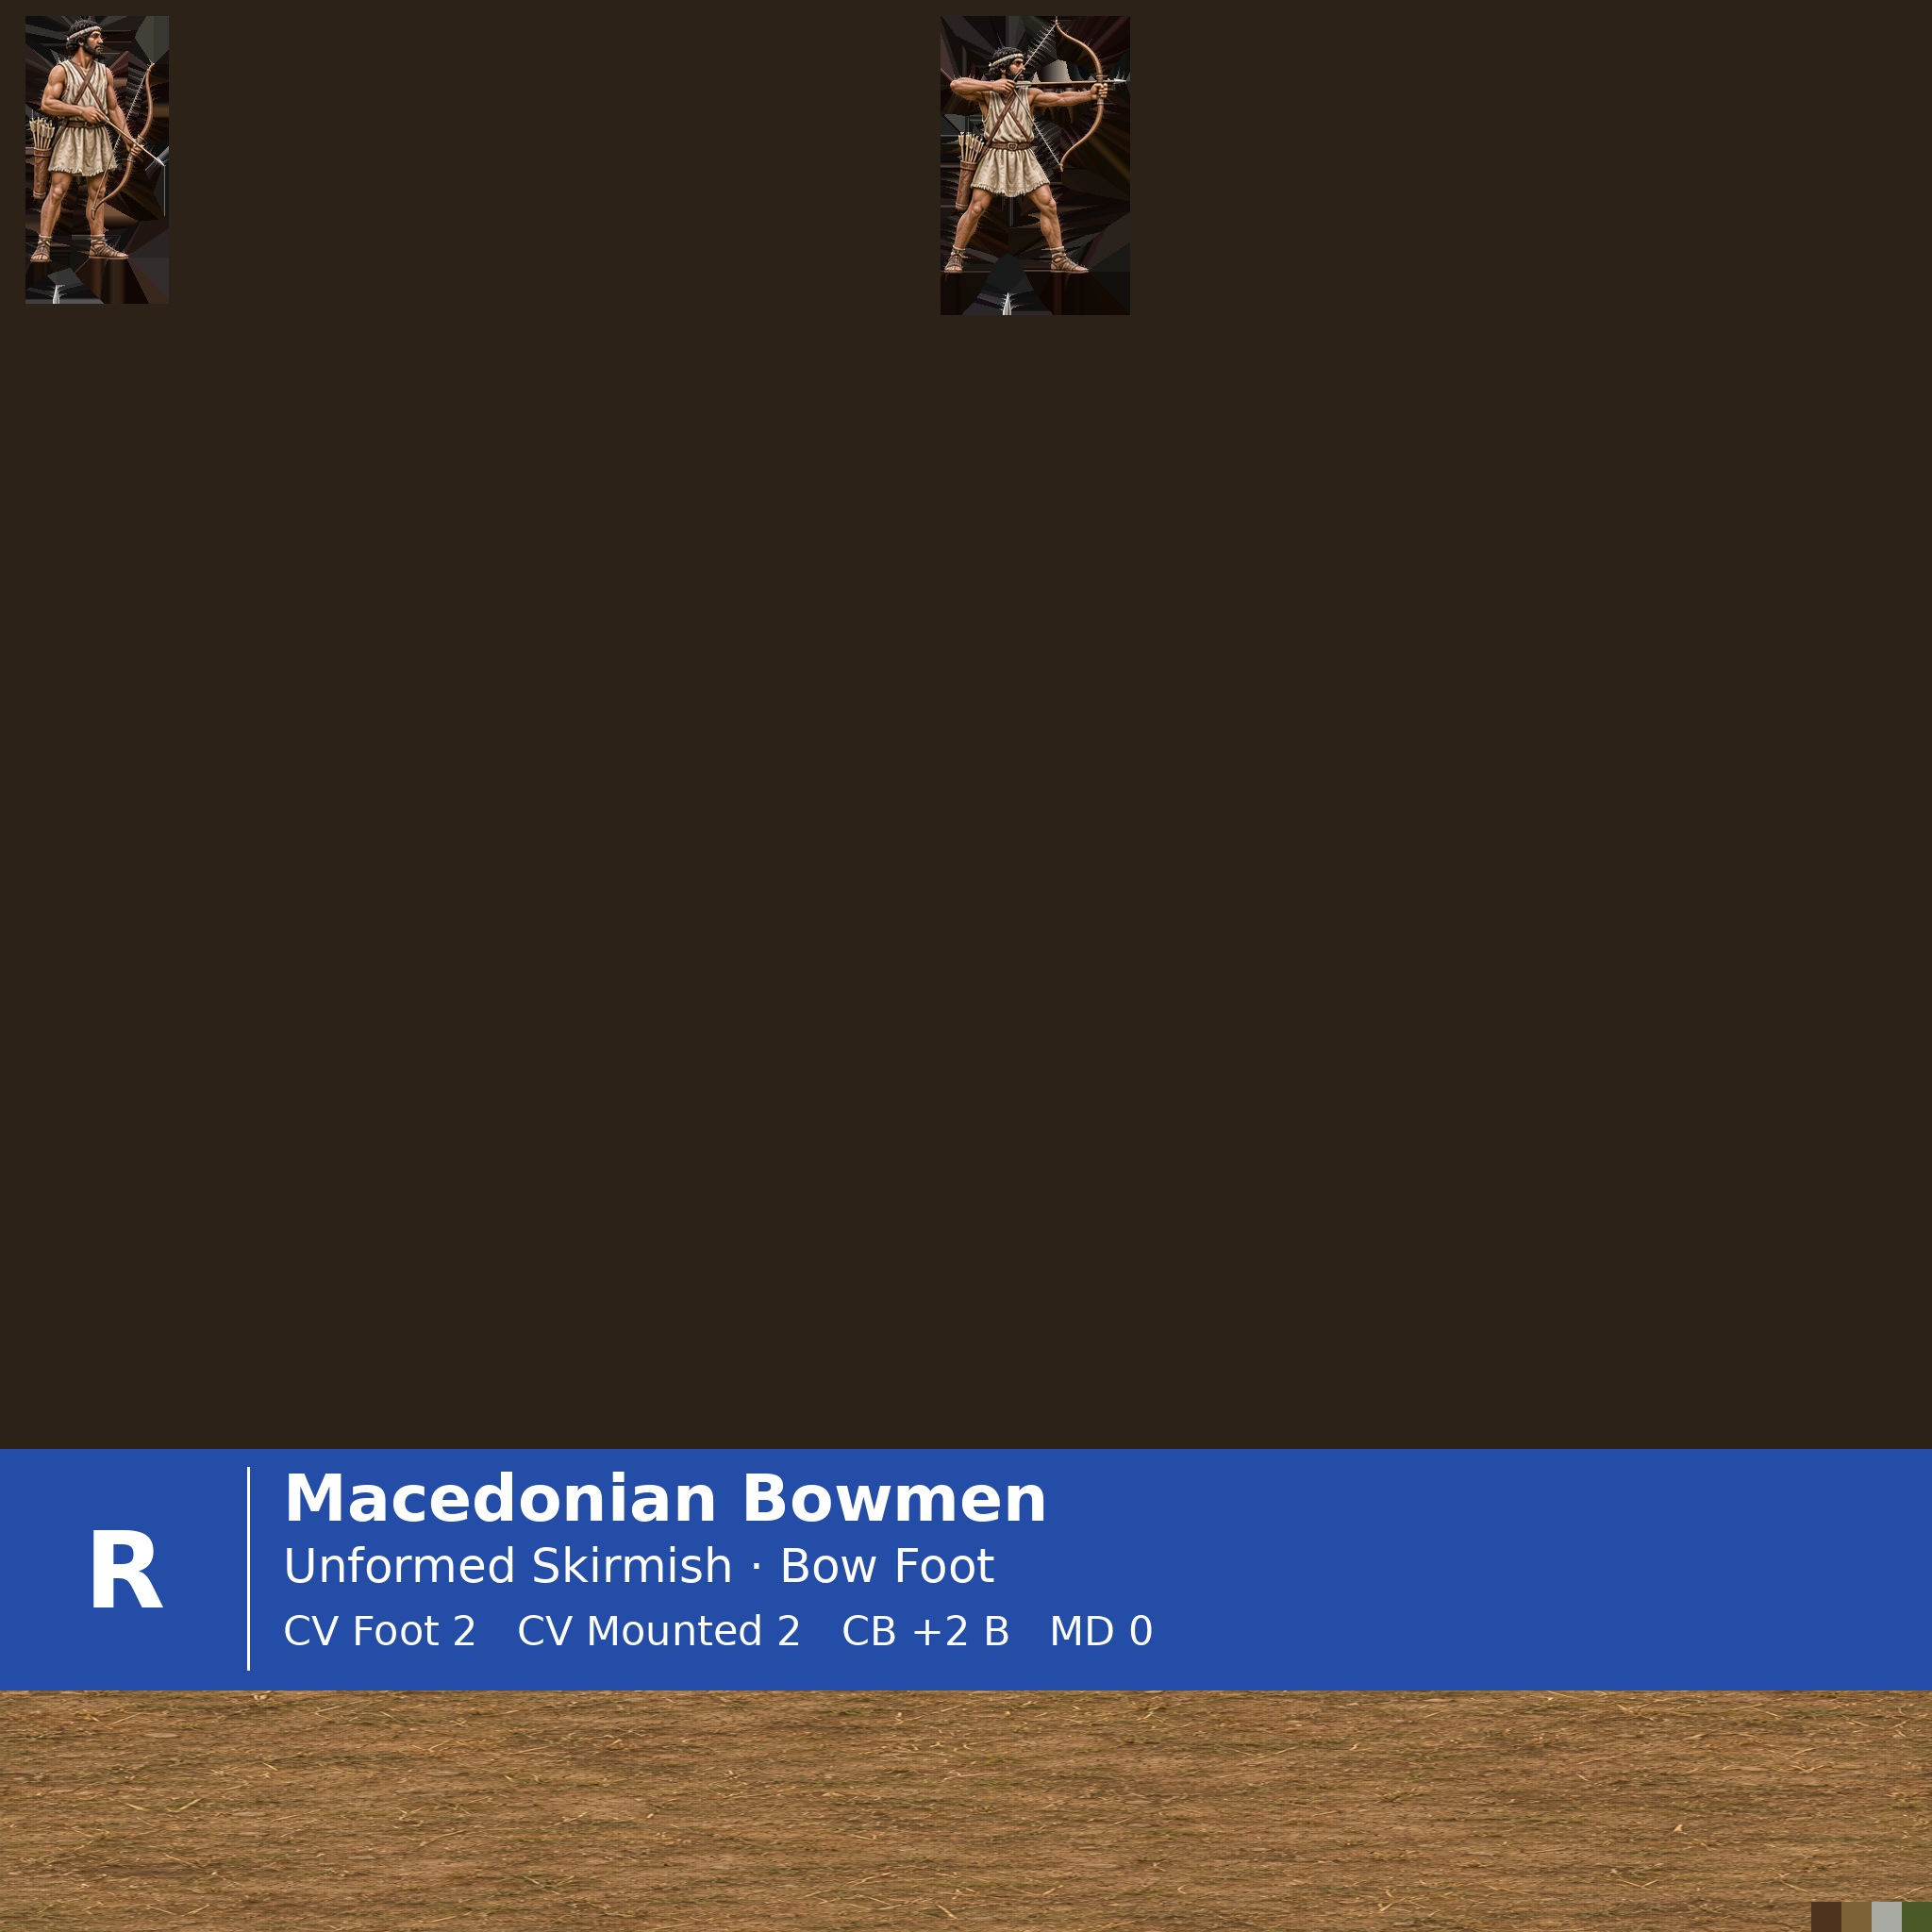 R
Macedonian Bowmen
Unformed Skirmish · Bow Foot
CV Foot 2 CV Mounted 2 CB +2 B MD 0